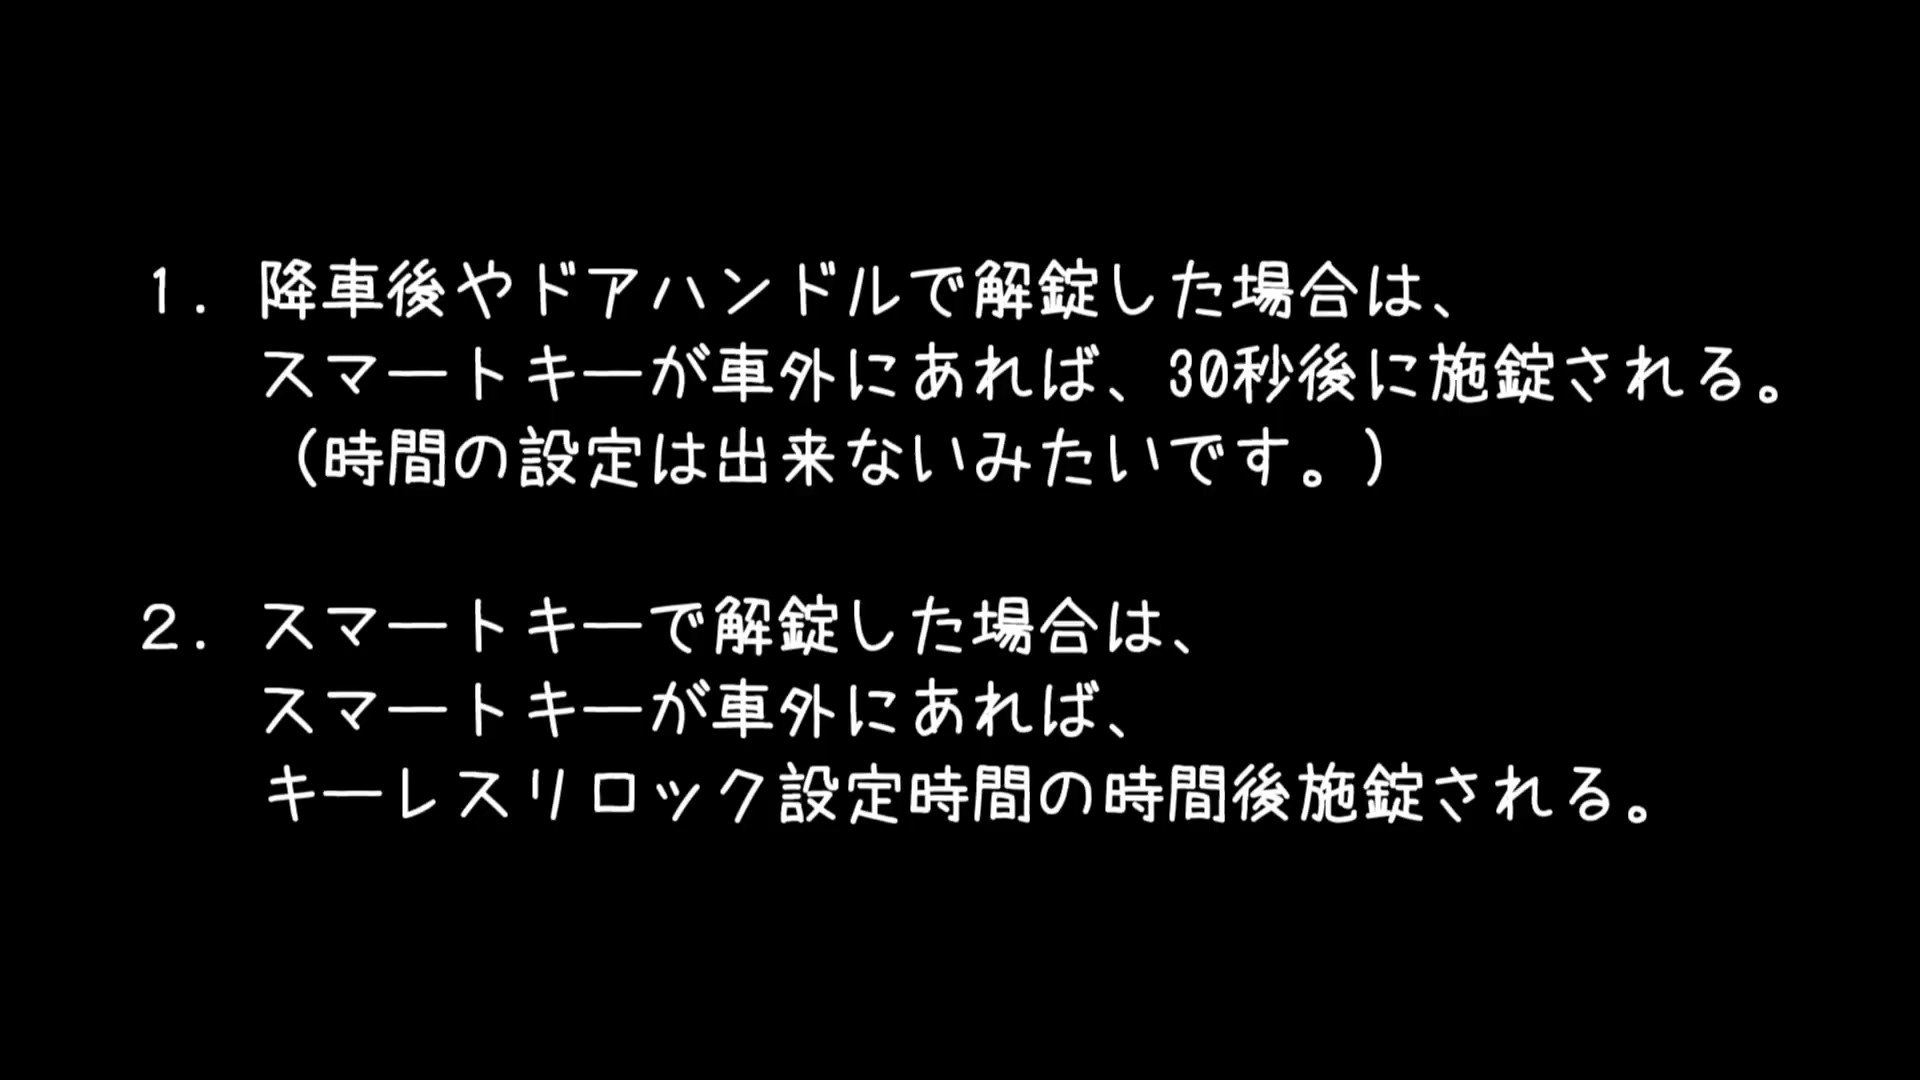 1. 降車後やドアハンドルで解錠した場合は、
スマートキーが車外にあれば、30秒後に施錠される。
（時間の設定は出来ないみたいです。）
2. スマートキーで解錠した場合は、
スマートキーが車外にあれば、
キーレスリロック設定時間の時間後施錠される。